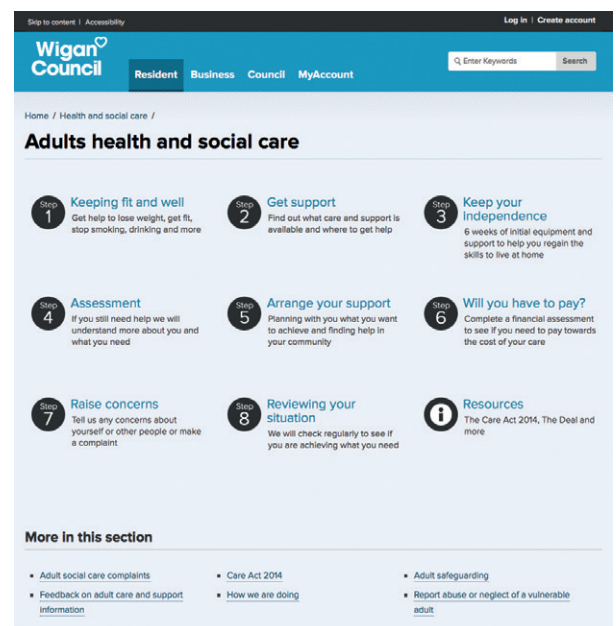 Skip to content | Accessibility
Log in | Create account
Wigan
Council
Resident Business Council MyAccount
Enter Keywords Search
Home / Health and social care /
Adults health and social care
Step
1
Keeping fit and well
Get help to lose weight, get fit,
stop smoking, drinking and more
Step
2
Get support
Find out what care and support is
available and where to get help
Step
3
Keep your
Independence
6 weeks of initial equipment and
support to help you regain the
skills to live at home
Step
4
Assessment
If you still need help we will
understand more about you and
what you need
Step
5
Arrange your support
Planning with you what you want
to achieve and finding help in
your community
Step
6
Will you have to pay?
Complete a financial assessment
to see if you need to pay towards
the cost of your care
Step
7
Raise concerns
Tell us any concerns about
yourself or other people or make
a complaint
Step
8
Reviewing your
situation
We will check regularly to see if
you are achieving what you need
Resources
The Care Act 2014, The Deal and
more
More in this section
Adult social care complaints
Feedback on adult care and support
information
Care Act 2014
How we are doing
Adult safeguarding
Report abuse or neglect of a vulnerable
adult